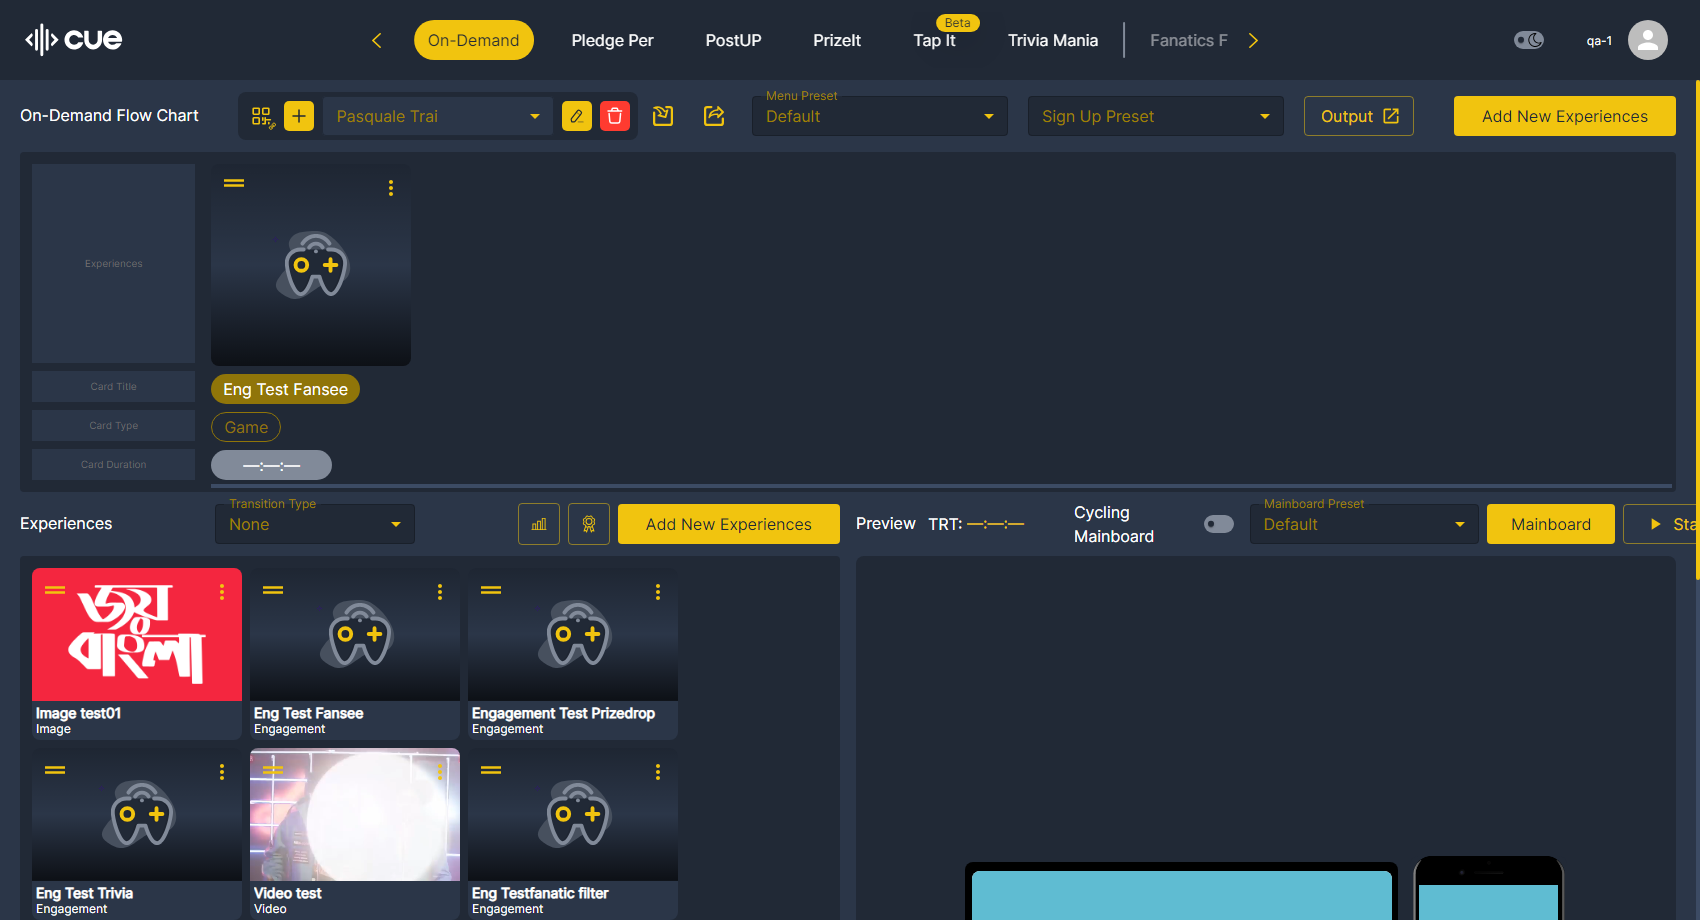 cue
On-Demand
Pledge Per
PostUP
PrizeIt
Tap It
Beta
Trivia Mania
Fanatics F
qa-1
On-Demand Flow Chart
Pasquale Trai
Menu Preset
Default
Sign Up Preset
Output
Add New Experiences
Experiences
Card Title
Eng Test Fansee
Card Type
Game
Card Duration
—:—:—
Experiences
Transition Type
None
Add New Experiences
Preview
TRT: —:—:—
Cycling
Mainboard
Mainboard Preset
Default
Mainboard
Sta
জয়
বাংলা
Image test01
Image
Eng Test Fansee
Engagement
Engagement Test Prizedrop
Engagement
Eng Test Trivia
Engagement
Video test
Video
Eng Testfanatic filter
Engagement